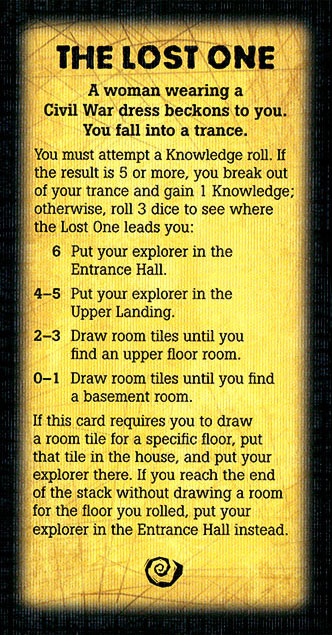 THE LOST ONE
A woman wearing a
Civil War dress beckons to you.
You fall into a trance.
You must attempt a Knowledge roll. If
the result is 5 or more, you break out
of your trance and gain 1 Knowledge;
otherwise, roll 3 dice to see where
the Lost One leads you:
6 Put your explorer in the
Entrance Hall.
4–5 Put your explorer in the
Upper Landing.
2–3 Draw room tiles until you
find an upper floor room.
0–1 Draw room tiles until you find
a basement room.
If this card requires you to draw
a room tile for a specific floor, put
that tile in the house, and put your
explorer there. If you reach the end
of the stack without drawing a room
for the floor you rolled, put your
explorer in the Entrance Hall instead.